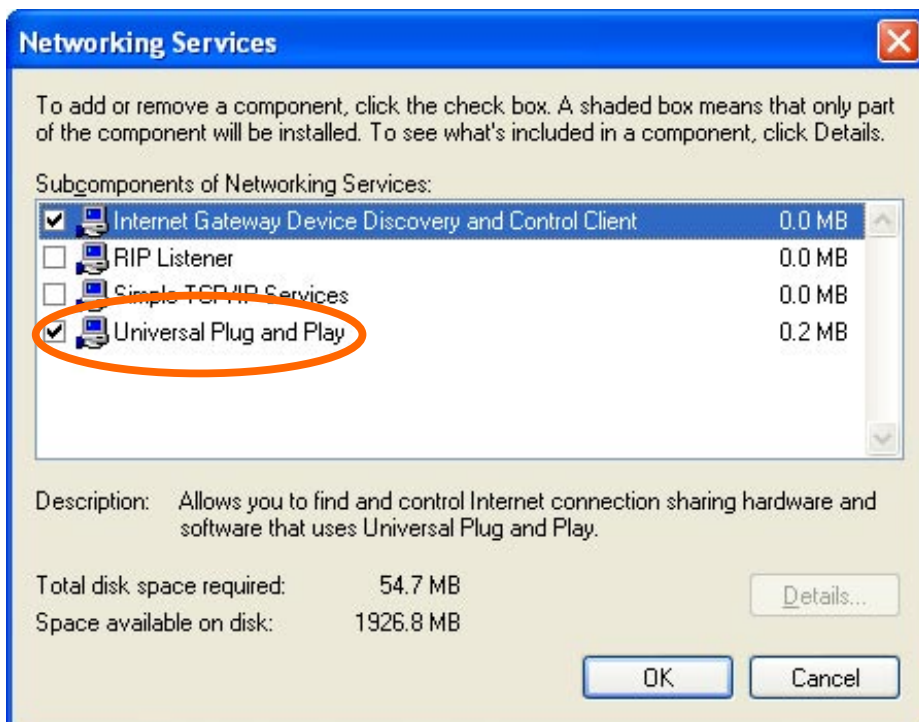 Networking Services
To add or remove a component, click the check box. A shaded box means that only part
of the component will be installed. To see what's included in a component, click Details.
Subcomponents of Networking Services:
Internet Gateway Device Discovery and Control Client 0.0 MB
RIP Listener 0.0 MB
Simple TCP/IP Services 0.0 MB
Universal Plug and Play 0.2 MB
Description: Allows you to find and control Internet connection sharing hardware and
software that uses Universal Plug and Play.
Total disk space required: 54.7 MB
Details...
Space available on disk: 1926.8 MB
OK Cancel